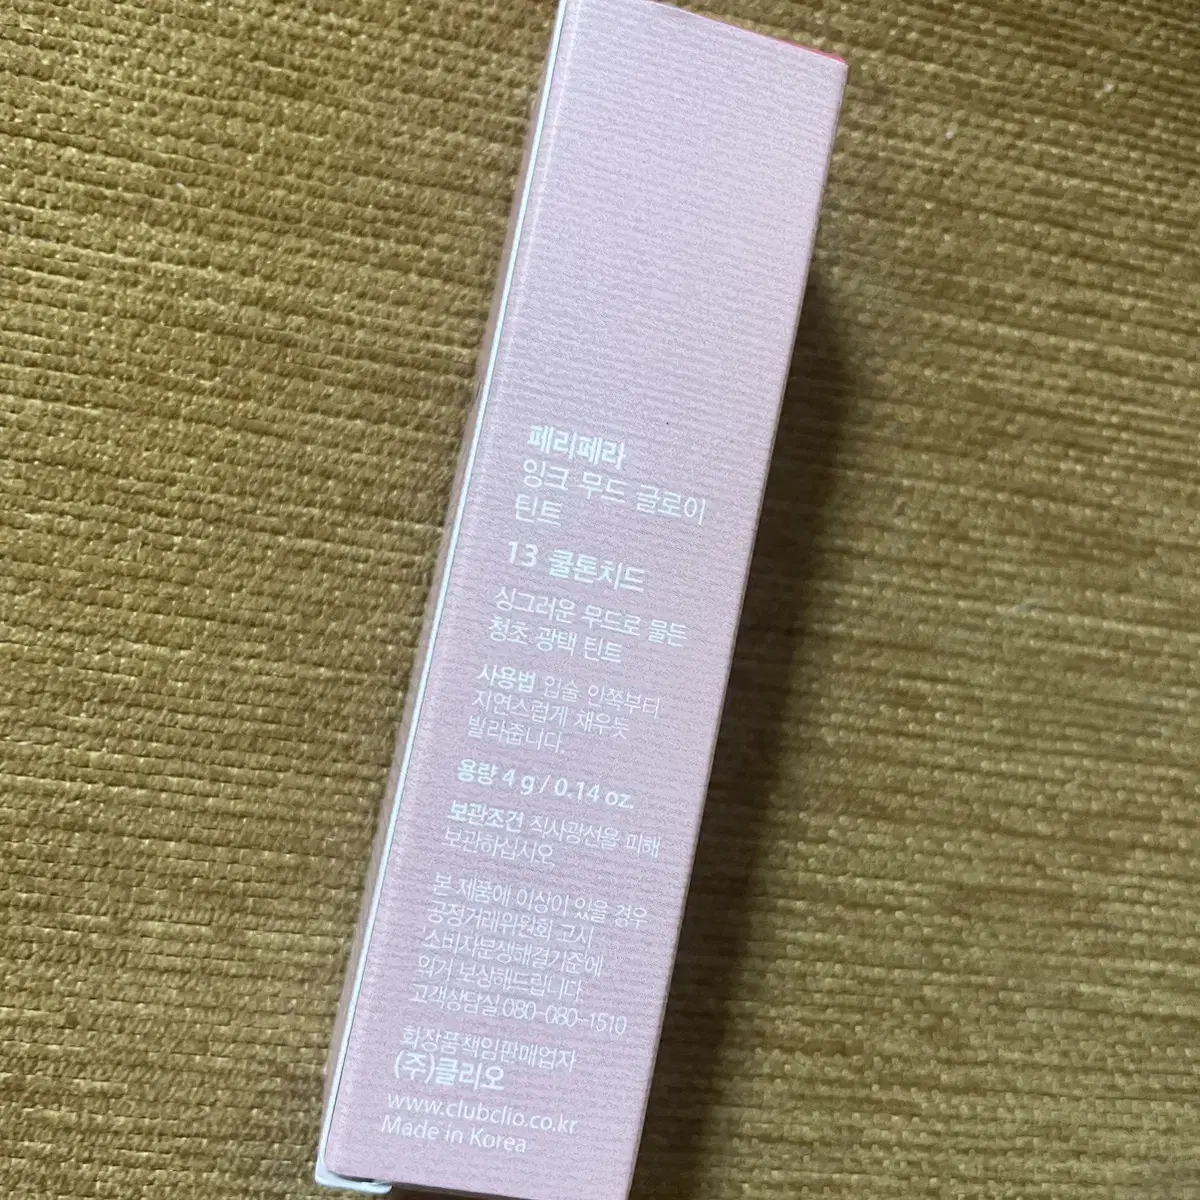 페리페라
잉크 무드 글로이
틴트
13 쿨톤치드
싱그러운 무드로 물든
청초 광택 틴트
사용법 입술 안쪽부터
자연스럽게 채우듯
발라줍니다.
용량 4 g / 0.14 oz.
보관조건 직사광선을 피해
보관하십시오
본 제품에 이상이 있을 경우
공정거래위원회 고시
소비자분쟁해결기준에
의거 보상해드립니다.
고객상담실 080-080-1510
화장품책임판매업자
(주)클리오
www.clubclio.co.kr
Made in Korea